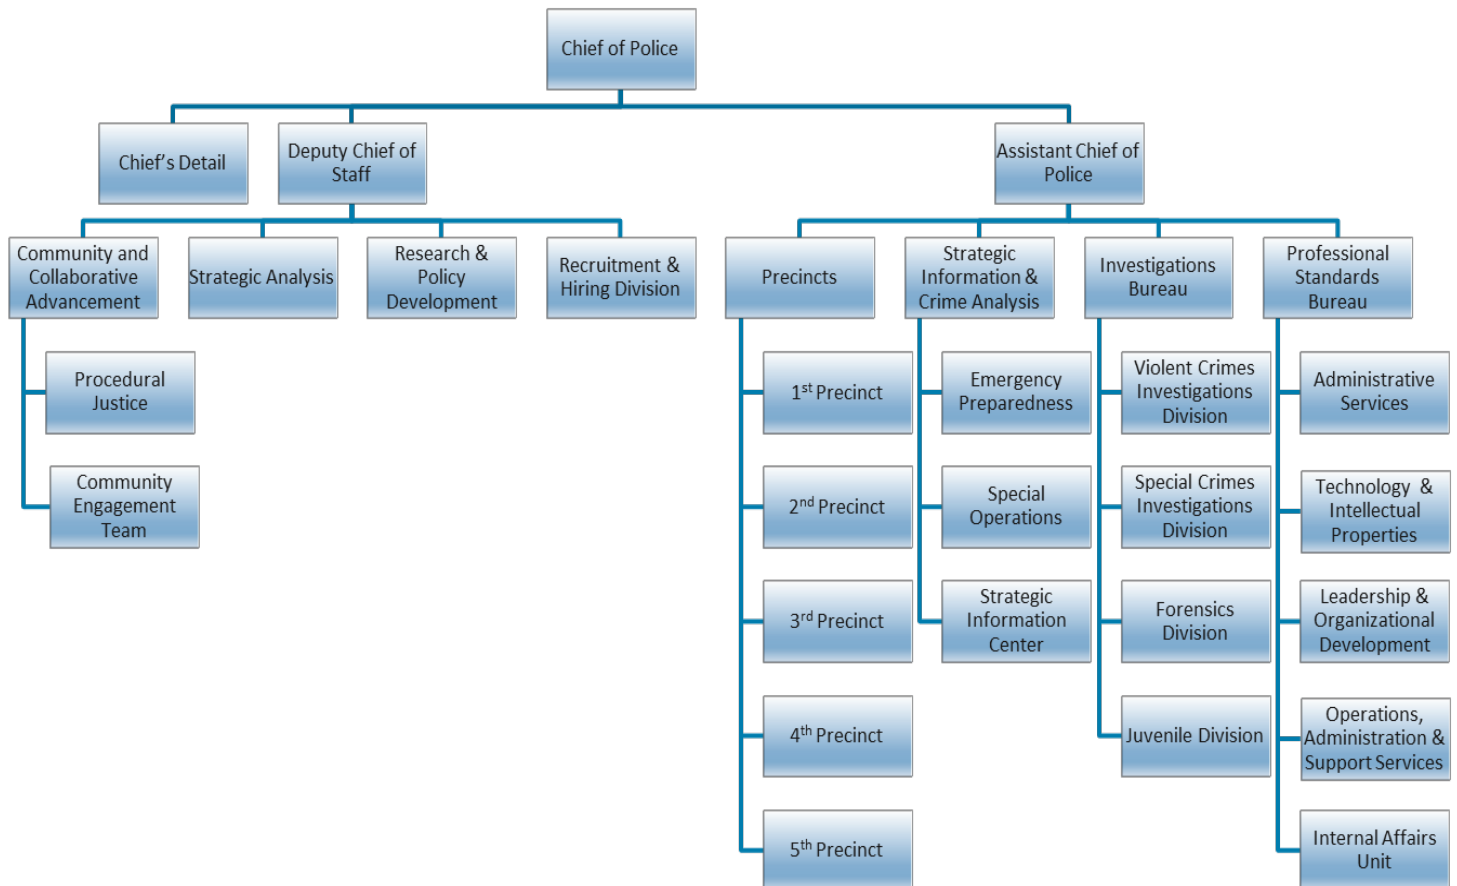 Chief of Police
Chief’s Detail
Deputy Chief of
Staff
Assistant Chief of
Police
Community and
Collaborative
Advancement
Strategic Analysis
Research &
Policy
Development
Recruitment &
Hiring Division
Precincts
Strategic
Information &
Crime Analysis
Investigations
Bureau
Professional
Standards
Bureau
Procedural
Justice
Community
Engagement
Team
1st Precinct
2nd Precinct
3rd Precinct
4th Precinct
5th Precinct
Emergency
Preparedness
Special
Operations
Strategic
Information
Center
Violent Crimes
Investigations
Division
Special Crimes
Investigations
Division
Forensics
Division
Juvenile Division
Administrative
Services
Technology &
Intellectual
Properties
Leadership &
Organizational
Development
Operations,
Administration &
Support Services
Internal Affairs
Unit